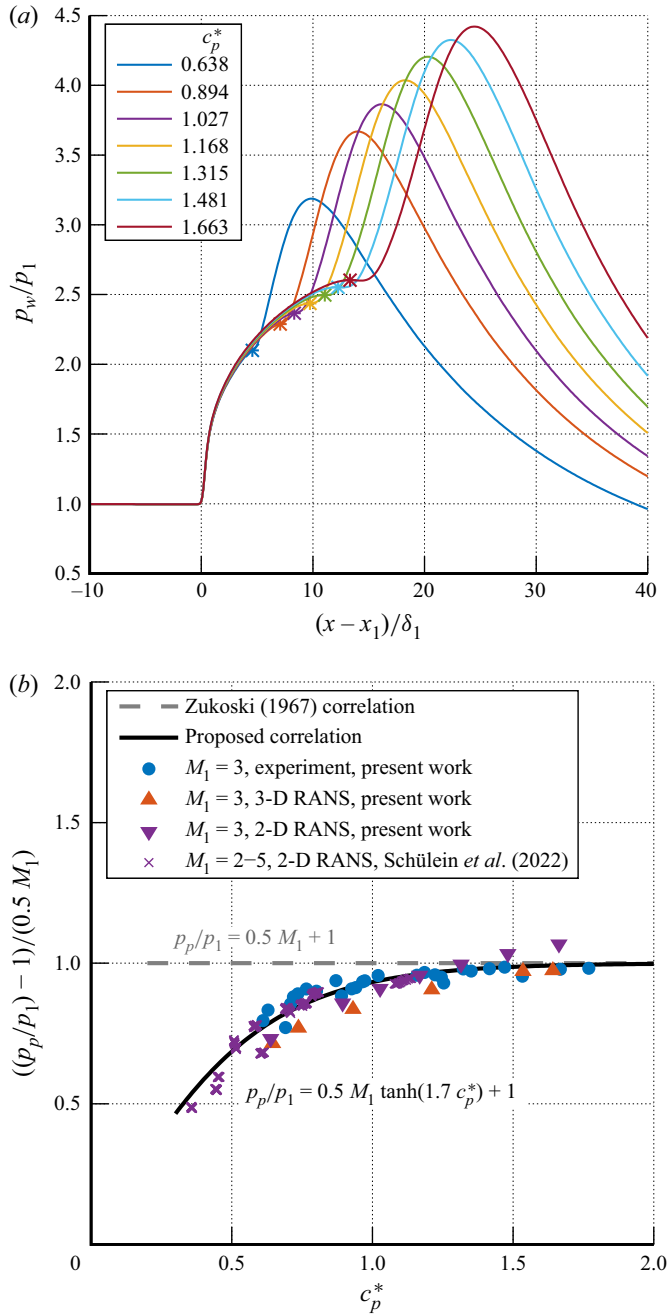 (a)
4.5
4.0
3.5
3.0
2.5
2.0
1.5
1.0
0.5
p_w/p_1
c_p^*
0.638
0.894
1.027
1.168
1.315
1.481
1.663
−10 0 10 20 30 40
(x − x_1)/δ_1
(b)
2.0
1.5
1.0
0.5
0
((p_p/p_1) − 1)/(0.5 M_1)
Zukoski (1967) correlation
Proposed correlation
M_1 = 3, experiment, present work
M_1 = 3, 3-D RANS, present work
M_1 = 3, 2-D RANS, present work
M_1 = 2−5, 2-D RANS, Schülein et al. (2022)
p_p/p_1 = 0.5 M_1 + 1
p_p/p_1 = 0.5 M_1 tanh(1.7 c_p^*) + 1
0.5 1.0 1.5 2.0
c_p^*